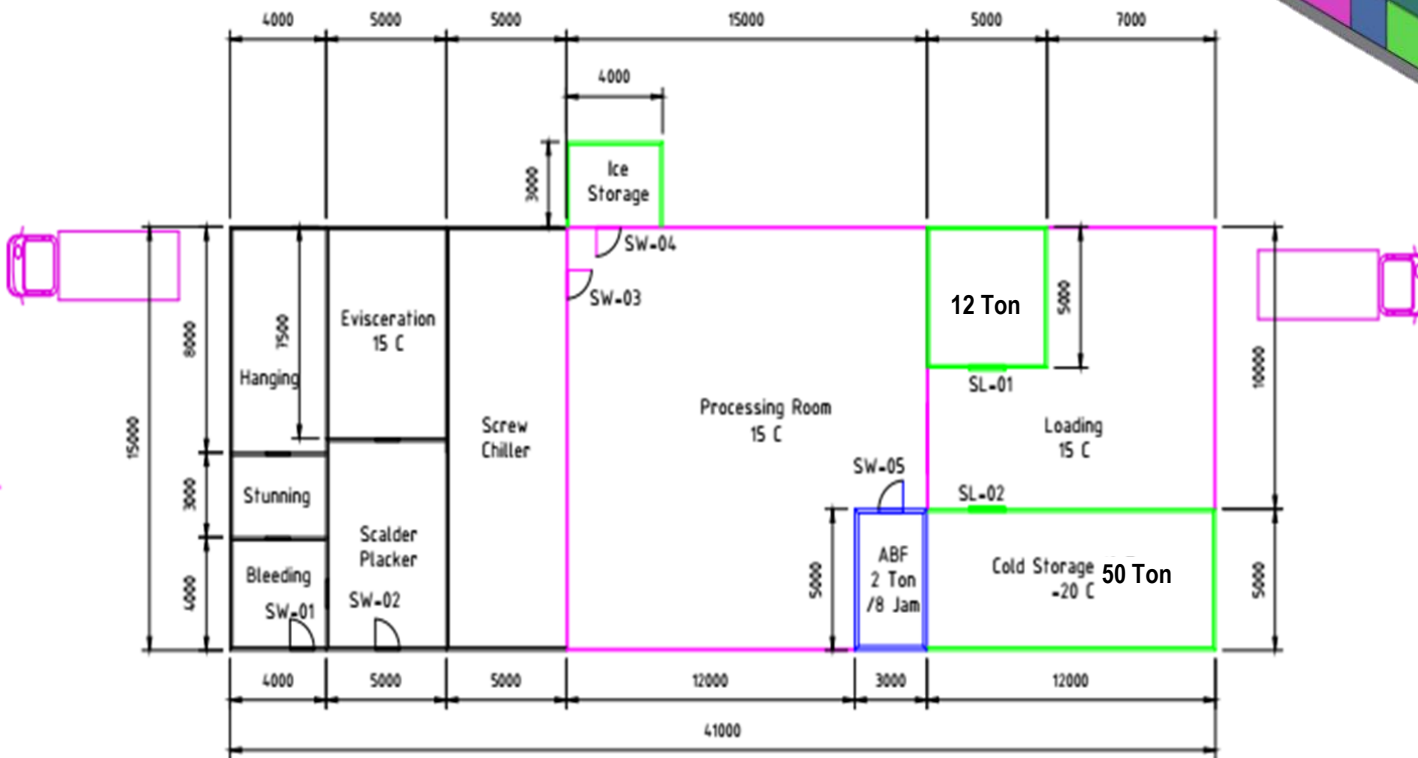 4000
5000
5000
15000
5000
7000
4000
3000
Ice
Storage
SW-04
SW-03
8000
7500
Evisceration
15 C
Hanging
12 Ton
5000
SL-01
10000
15000
Screw
Chiller
Processing Room
15 C
Loading
15 C
SW-05
SL-02
3000
Stunning
Scalder
Placker
Bleeding
4000
SW-01
SW-02
5000
ABF
2 Ton
/8 Jam
Cold Storage 50 Ton
-20 C
5000
4000
5000
5000
12000
3000
12000
41000